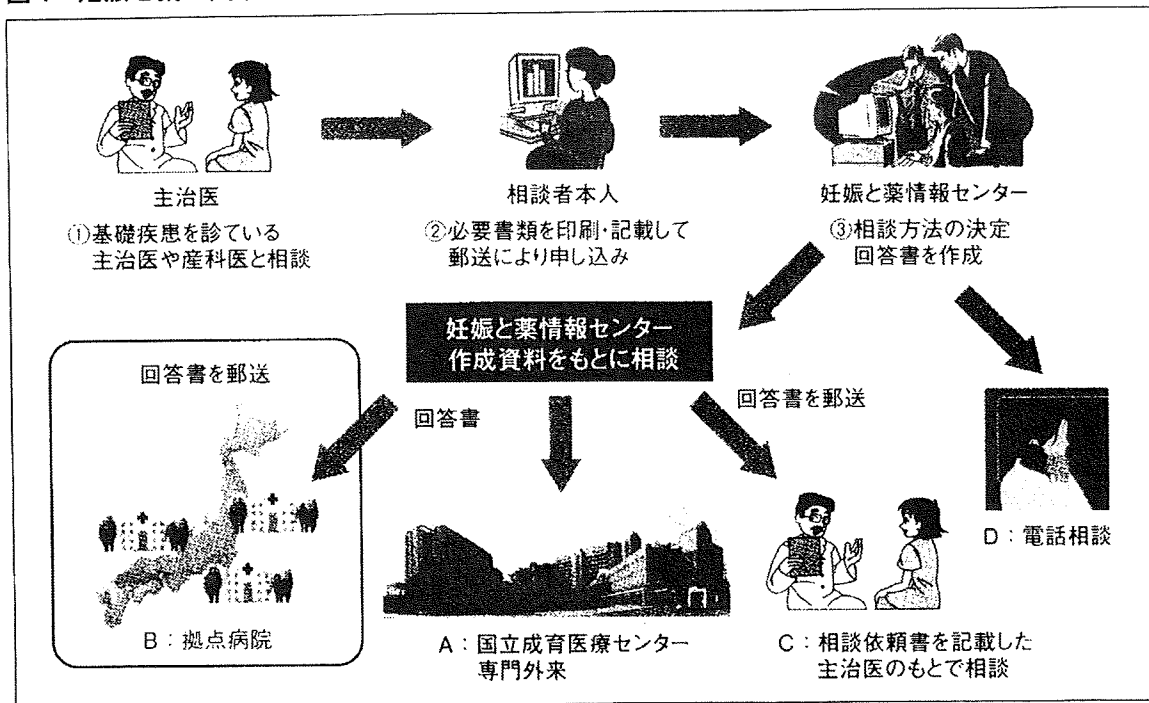 主治医
①基礎疾患を診ている
主治医や産科医と相談
相談者本人
②必要書類を印刷・記載して
郵送により申し込み
妊娠と薬情報センター
③相談方法の決定
回答書を作成
妊娠と薬情報センター
作成資料をもとに相談
回答書を郵送
回答書
回答書を郵送
B:拠点病院
A:国立成育医療センター
専門外来
C:相談依頼書を記載した
主治医のもとで相談
D:電話相談